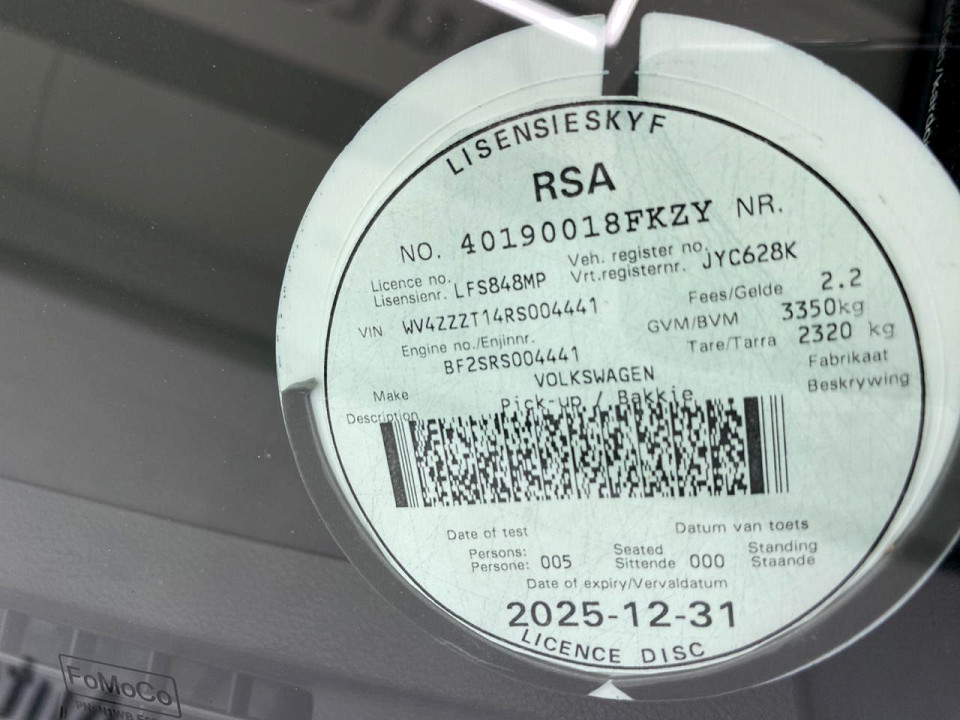 LISENSIESKYF
RSA
NO. 40190018FKZY NR.
Licence no. Lisensienr. LFS848MP Veh. register no. Vrt.registernr. JYC628K
VIN WV4ZZZT14RS004441 Fees/Gelde 2.2
Engine no./Enjinnr. GVM/BVM 3350kg
BF2SRS004441 Tare/Tarra 2320 kg
Make VOLKSWAGEN Fabrikaat
Description Pick-up / Bakkie Beskrywing
Date of test Datum van toets
Persons: Persone: 005 Seated Sittende 000 Standing Staande
Date of expiry/Vervaldatum
2025-12-31
LICENCE DISC
FoMoCo